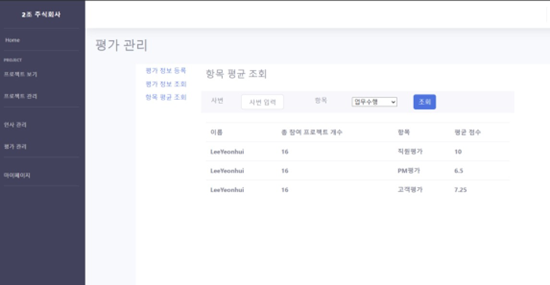 2조 주식회사
Home
PROJECT
프로젝트 보기
프로젝트 관리
인사 관리
평가 관리
마이페이지
평가 관리
평가 정보 등록
평가 정보 조회
항목 평균 조회
항목 평균 조회
사번 사번 입력 항목 업무수행 조회
이름 총 참여 프로젝트 개수 항목 평균 점수
LeeYeonhui 16 직원평가 10
LeeYeonhui 16 PM평가 6.5
LeeYeonhui 16 고객평가 7.25